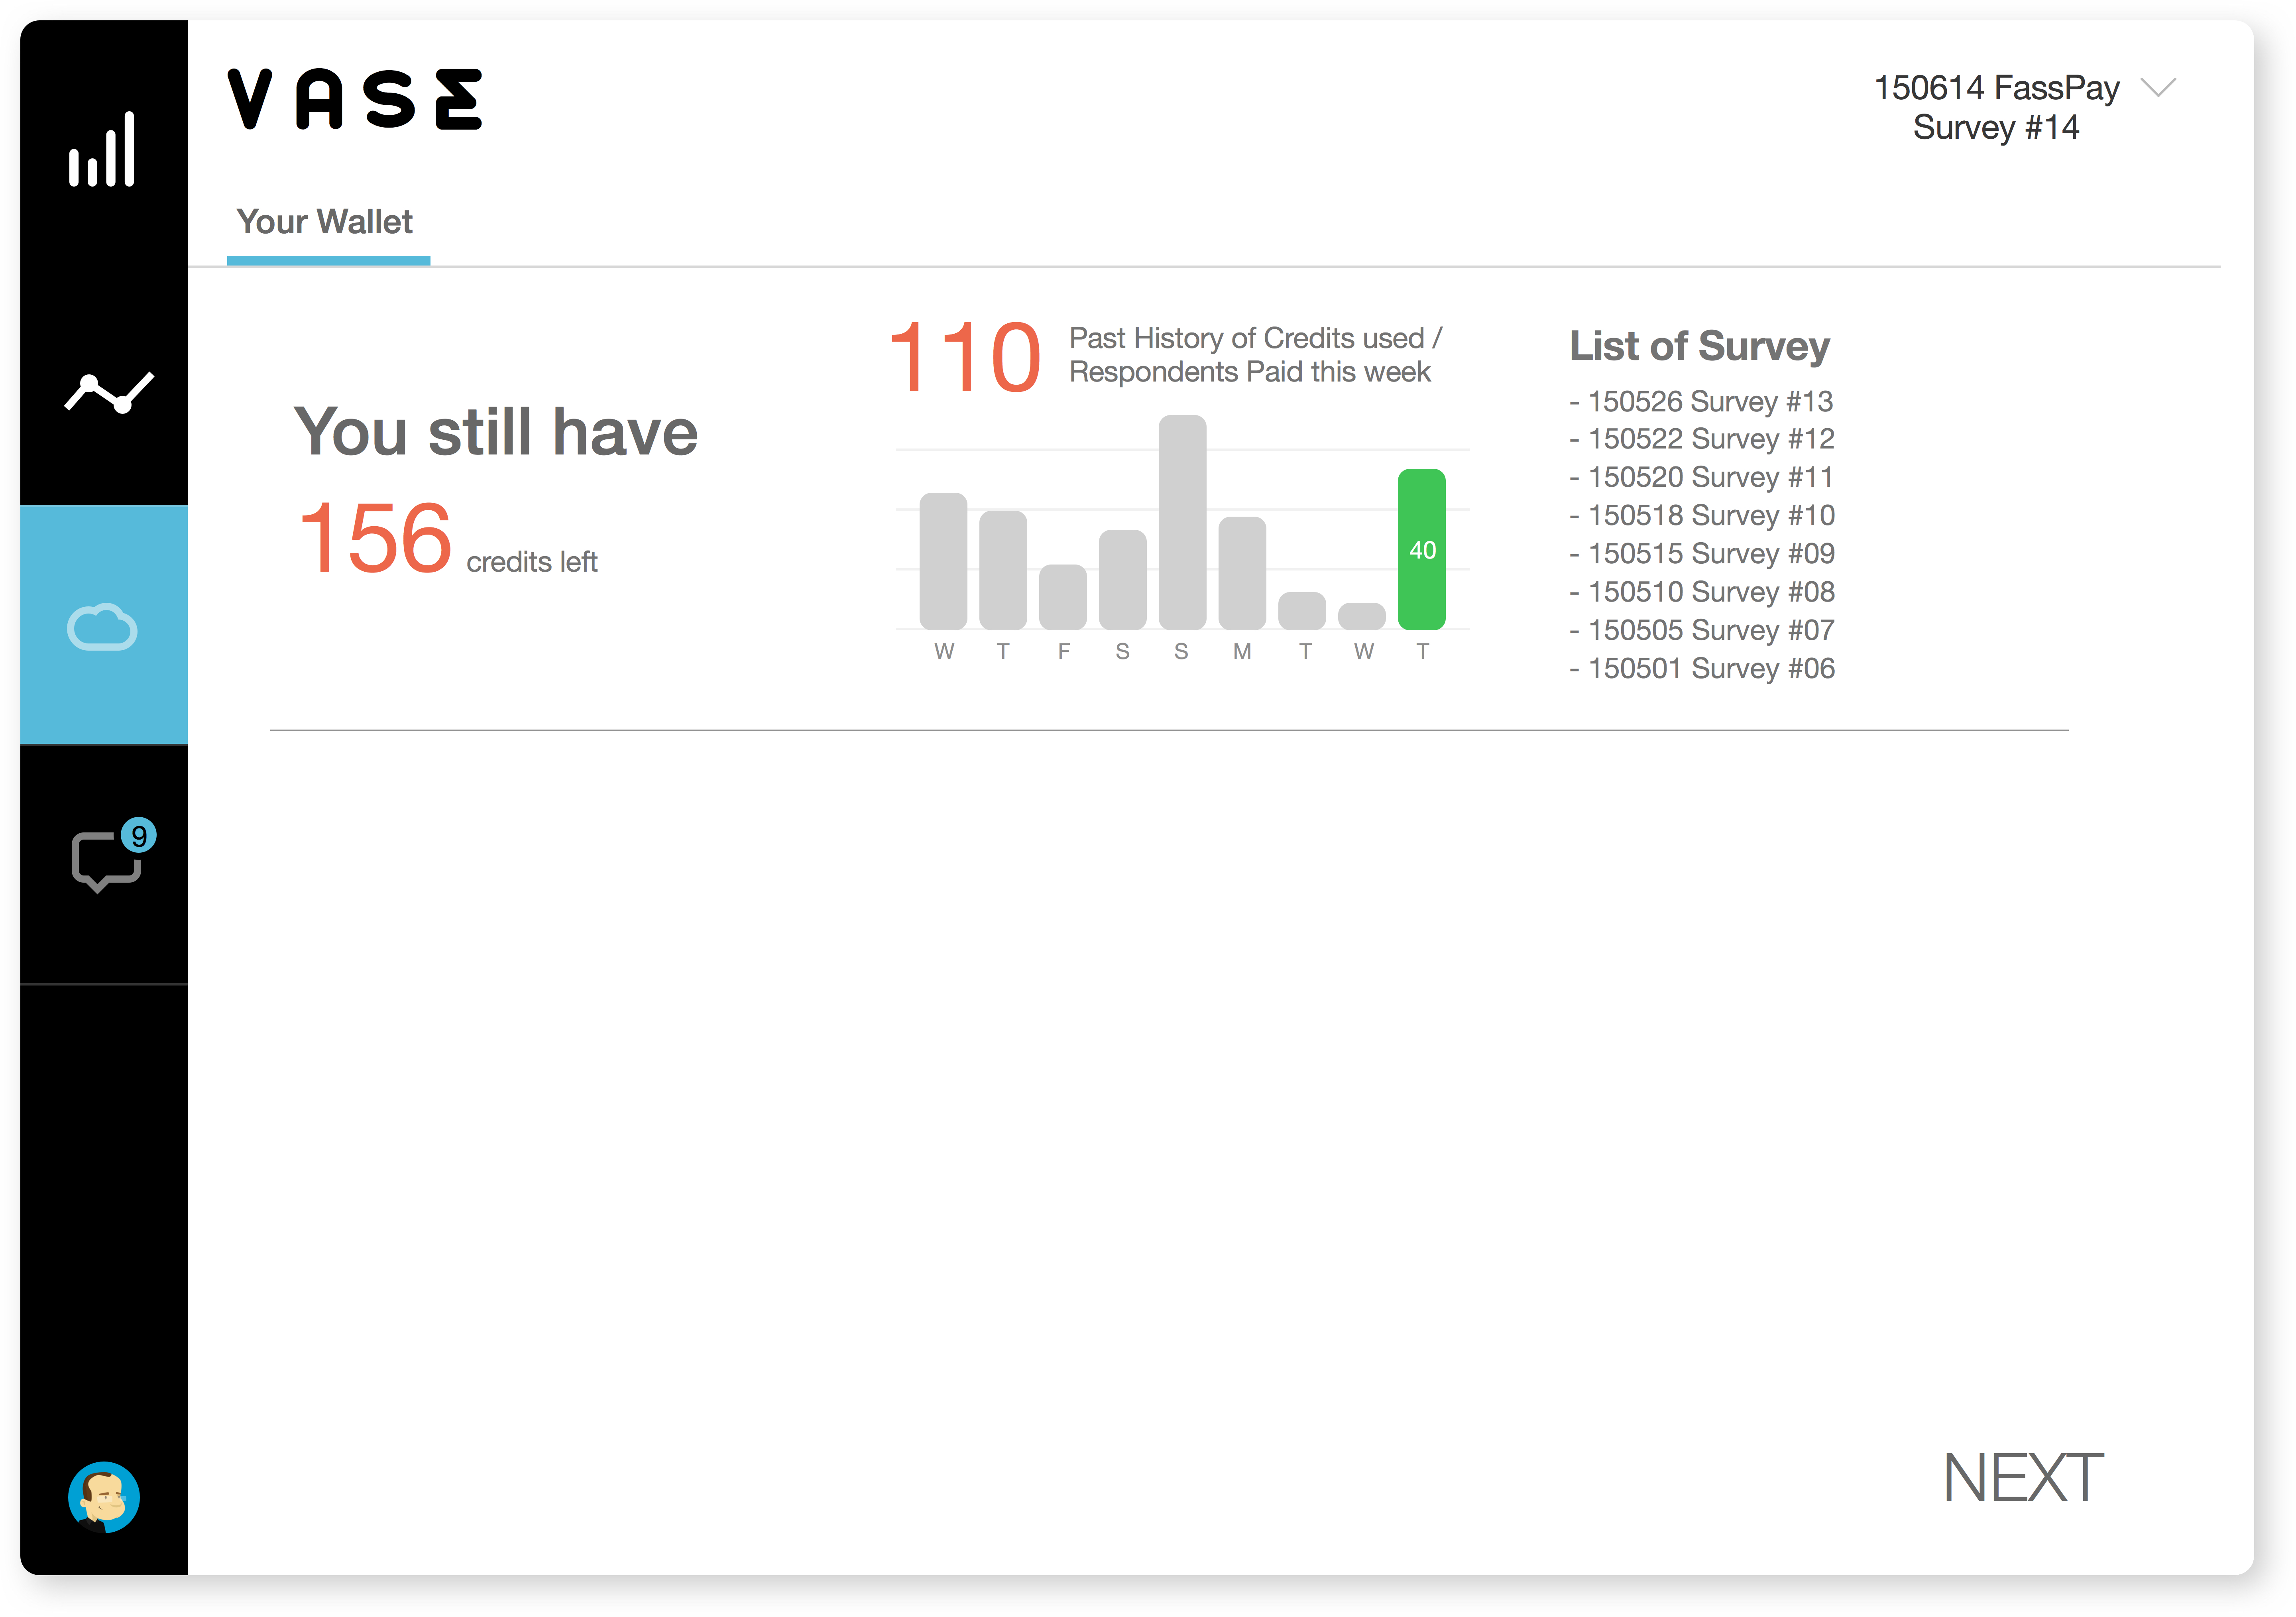 VASE
150614 FassPay
Survey #14
Your Wallet
You still have
156 credits left
110
Past History of Credits used /
Respondents Paid this week
40
W T F S S M T W T
List of Survey
- 150526 Survey #13
- 150522 Survey #12
- 150520 Survey #11
- 150518 Survey #10
- 150515 Survey #09
- 150510 Survey #08
- 150505 Survey #07
- 150501 Survey #06
9
NEXT